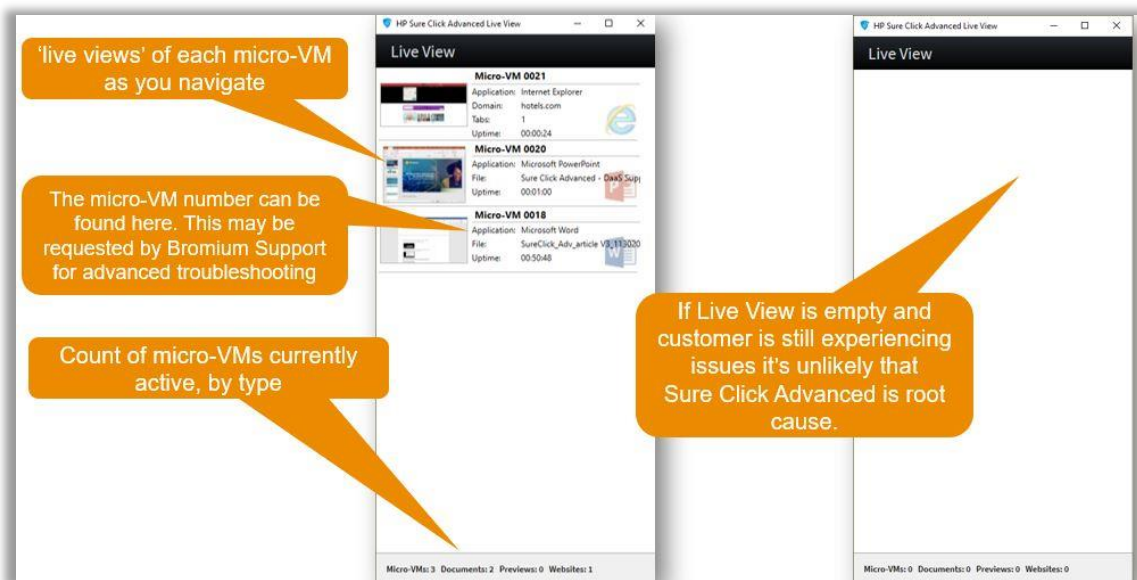 HP Sure Click Advanced Live View
Live View
'live views' of each micro-VM
as you navigate
Micro-VM 0021
Application: Internet Explorer
Domain: hotels.com
Tabs: 1
Uptime: 00:00:24
Micro-VM 0020
Application: Microsoft PowerPoint
File: Sure Click Advanced - DaaS Supp
Uptime: 00:01:00
The micro-VM number can be
found here. This may be
requested by Bromium Support
for advanced troubleshooting
Micro-VM 0018
Application: Microsoft Word
File: SureClick_Adv_article V3_113020
Uptime: 00:50:48
Count of micro-VMs currently
active, by type
Micro-VMs: 3 Documents: 2 Previews: 0 Websites: 1
HP Sure Click Advanced Live View
Live View
If Live View is empty and
customer is still experiencing
issues it's unlikely that
Sure Click Advanced is root
cause.
Micro-VMs: 0 Documents: 0 Previews: 0 Websites: 0